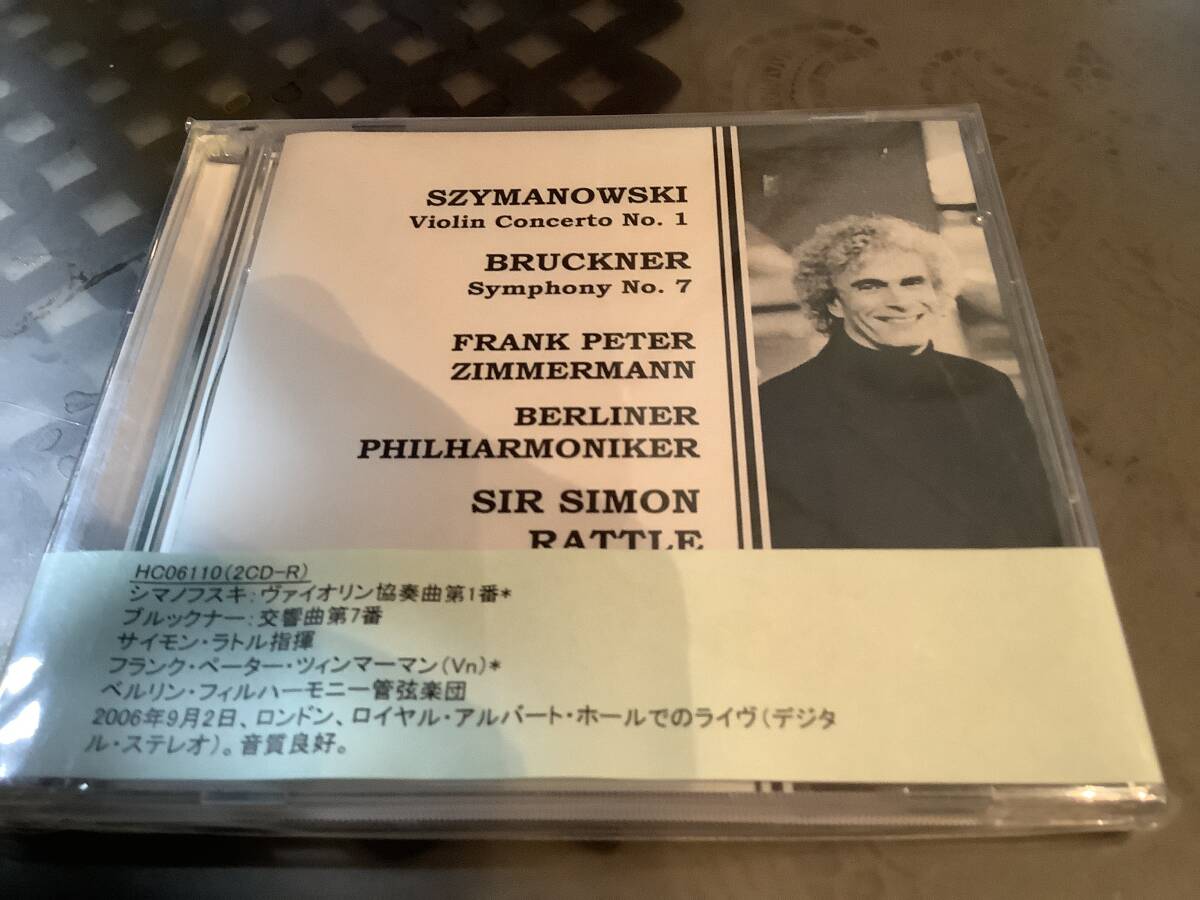 SZYMANOWSKI
Violin Concerto No. 1
BRUCKNER
Symphony No. 7
FRANK PETER
ZIMMERMANN
BERLINER
PHILHARMONIKER
SIR SIMON
RATTLE
HC06110(2CD-R)
シマノフスキ:ヴァイオリン協奏曲第1番*
ブルックナー:交響曲第7番
サイモン・ラトル指揮
フランク・ペーター・ツィンマーマン(Vn)*
ベルリン・フィルハーモニー管弦楽団
2006年9月2日、ロンドン、ロイヤル・アルバート・ホールでのライヴ(デジタ
ル・ステレオ)。音質良好。